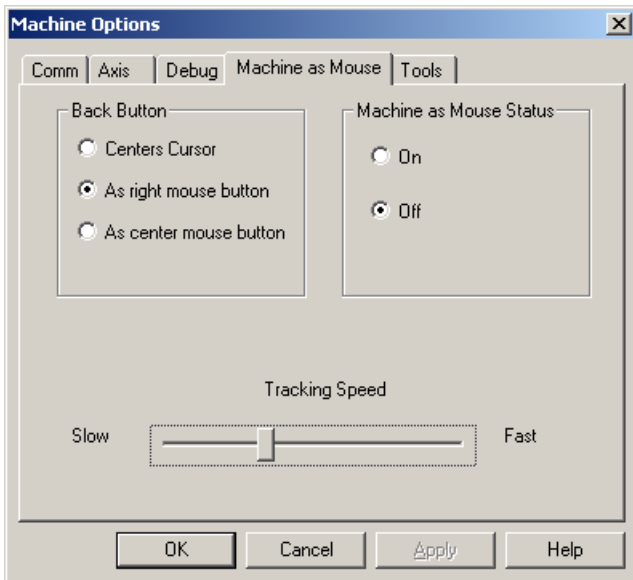 Machine Options
Comm Axis Debug Machine as Mouse Tools
Back Button
Centers Cursor
As right mouse button
As center mouse button
Machine as Mouse Status
On
Off
Tracking Speed
Slow Fast
OK Cancel Apply Help